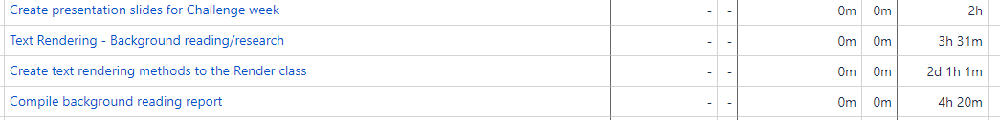 Create presentation slides for Challenge week - - 0m 0m 2h
Text Rendering - Background reading/research - - 0m 0m 3h 31m
Create text rendering methods to the Render class - - 0m 0m 2d 1h 1m
Compile background reading report - - 0m 0m 4h 20m